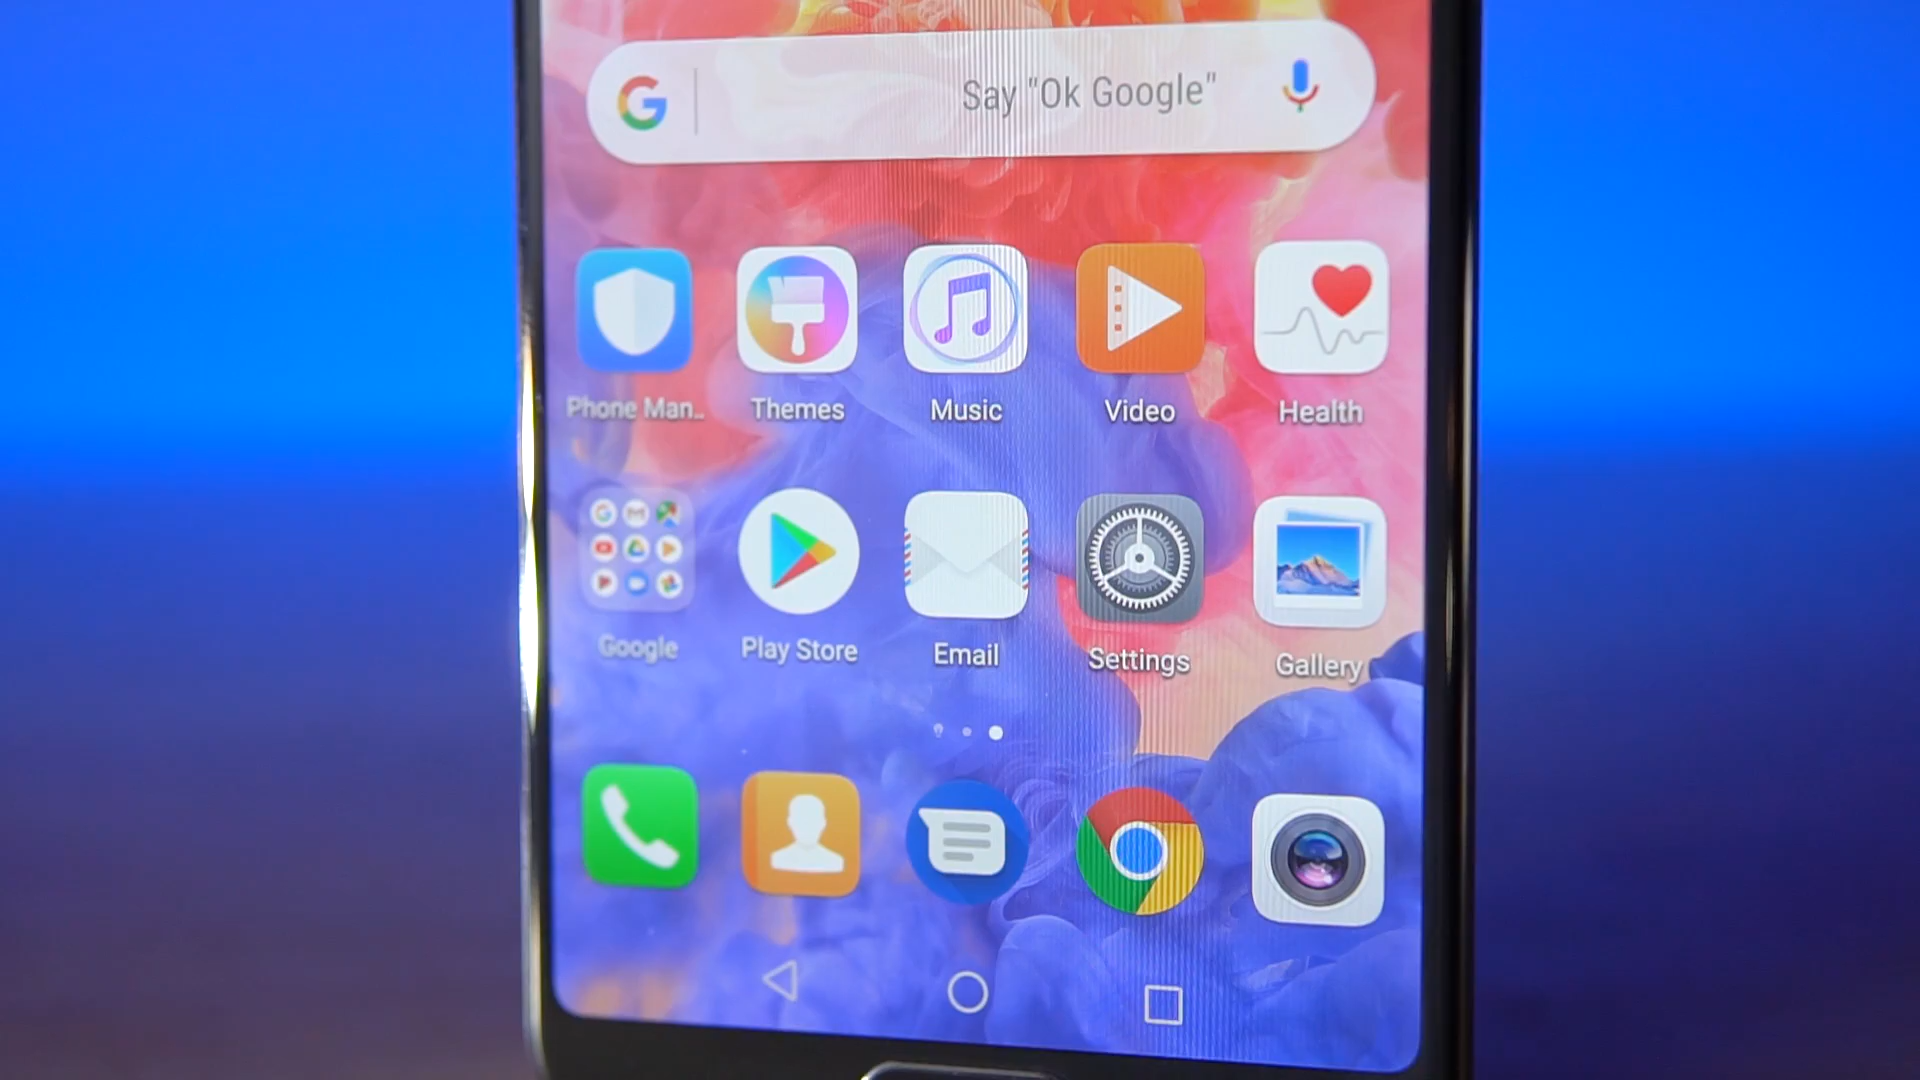 Say "Ok Google"
Phone Man…
Themes
Music
Video
Health
Google
Play Store
Email
Settings
Gallery